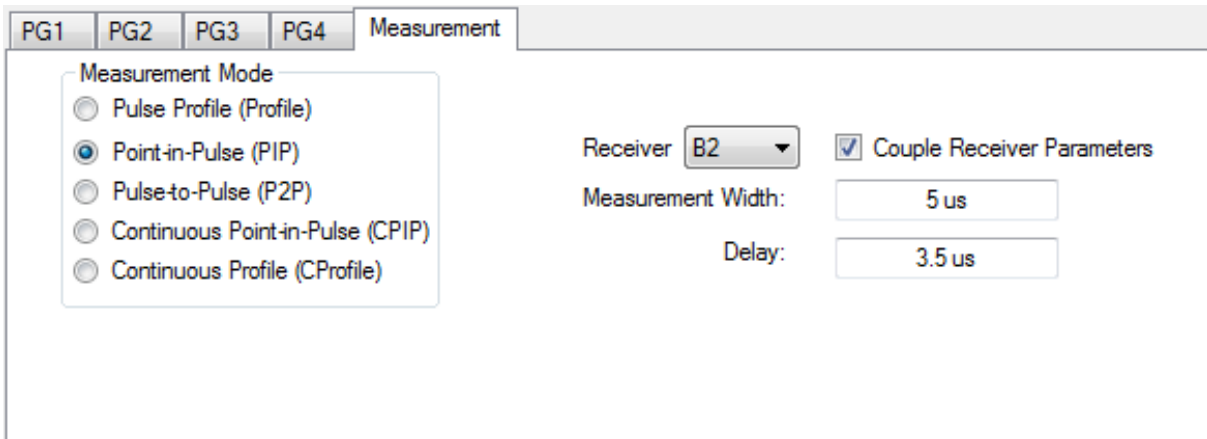 PG1 PG2 PG3 PG4 Measurement
Measurement Mode
Pulse Profile (Profile)
Point-in-Pulse (PIP)
Pulse-to-Pulse (P2P)
Continuous Point-in-Pulse (CPIP)
Continuous Profile (CProfile)
Receiver B2 Couple Receiver Parameters
Measurement Width: 5 us
Delay: 3.5 us